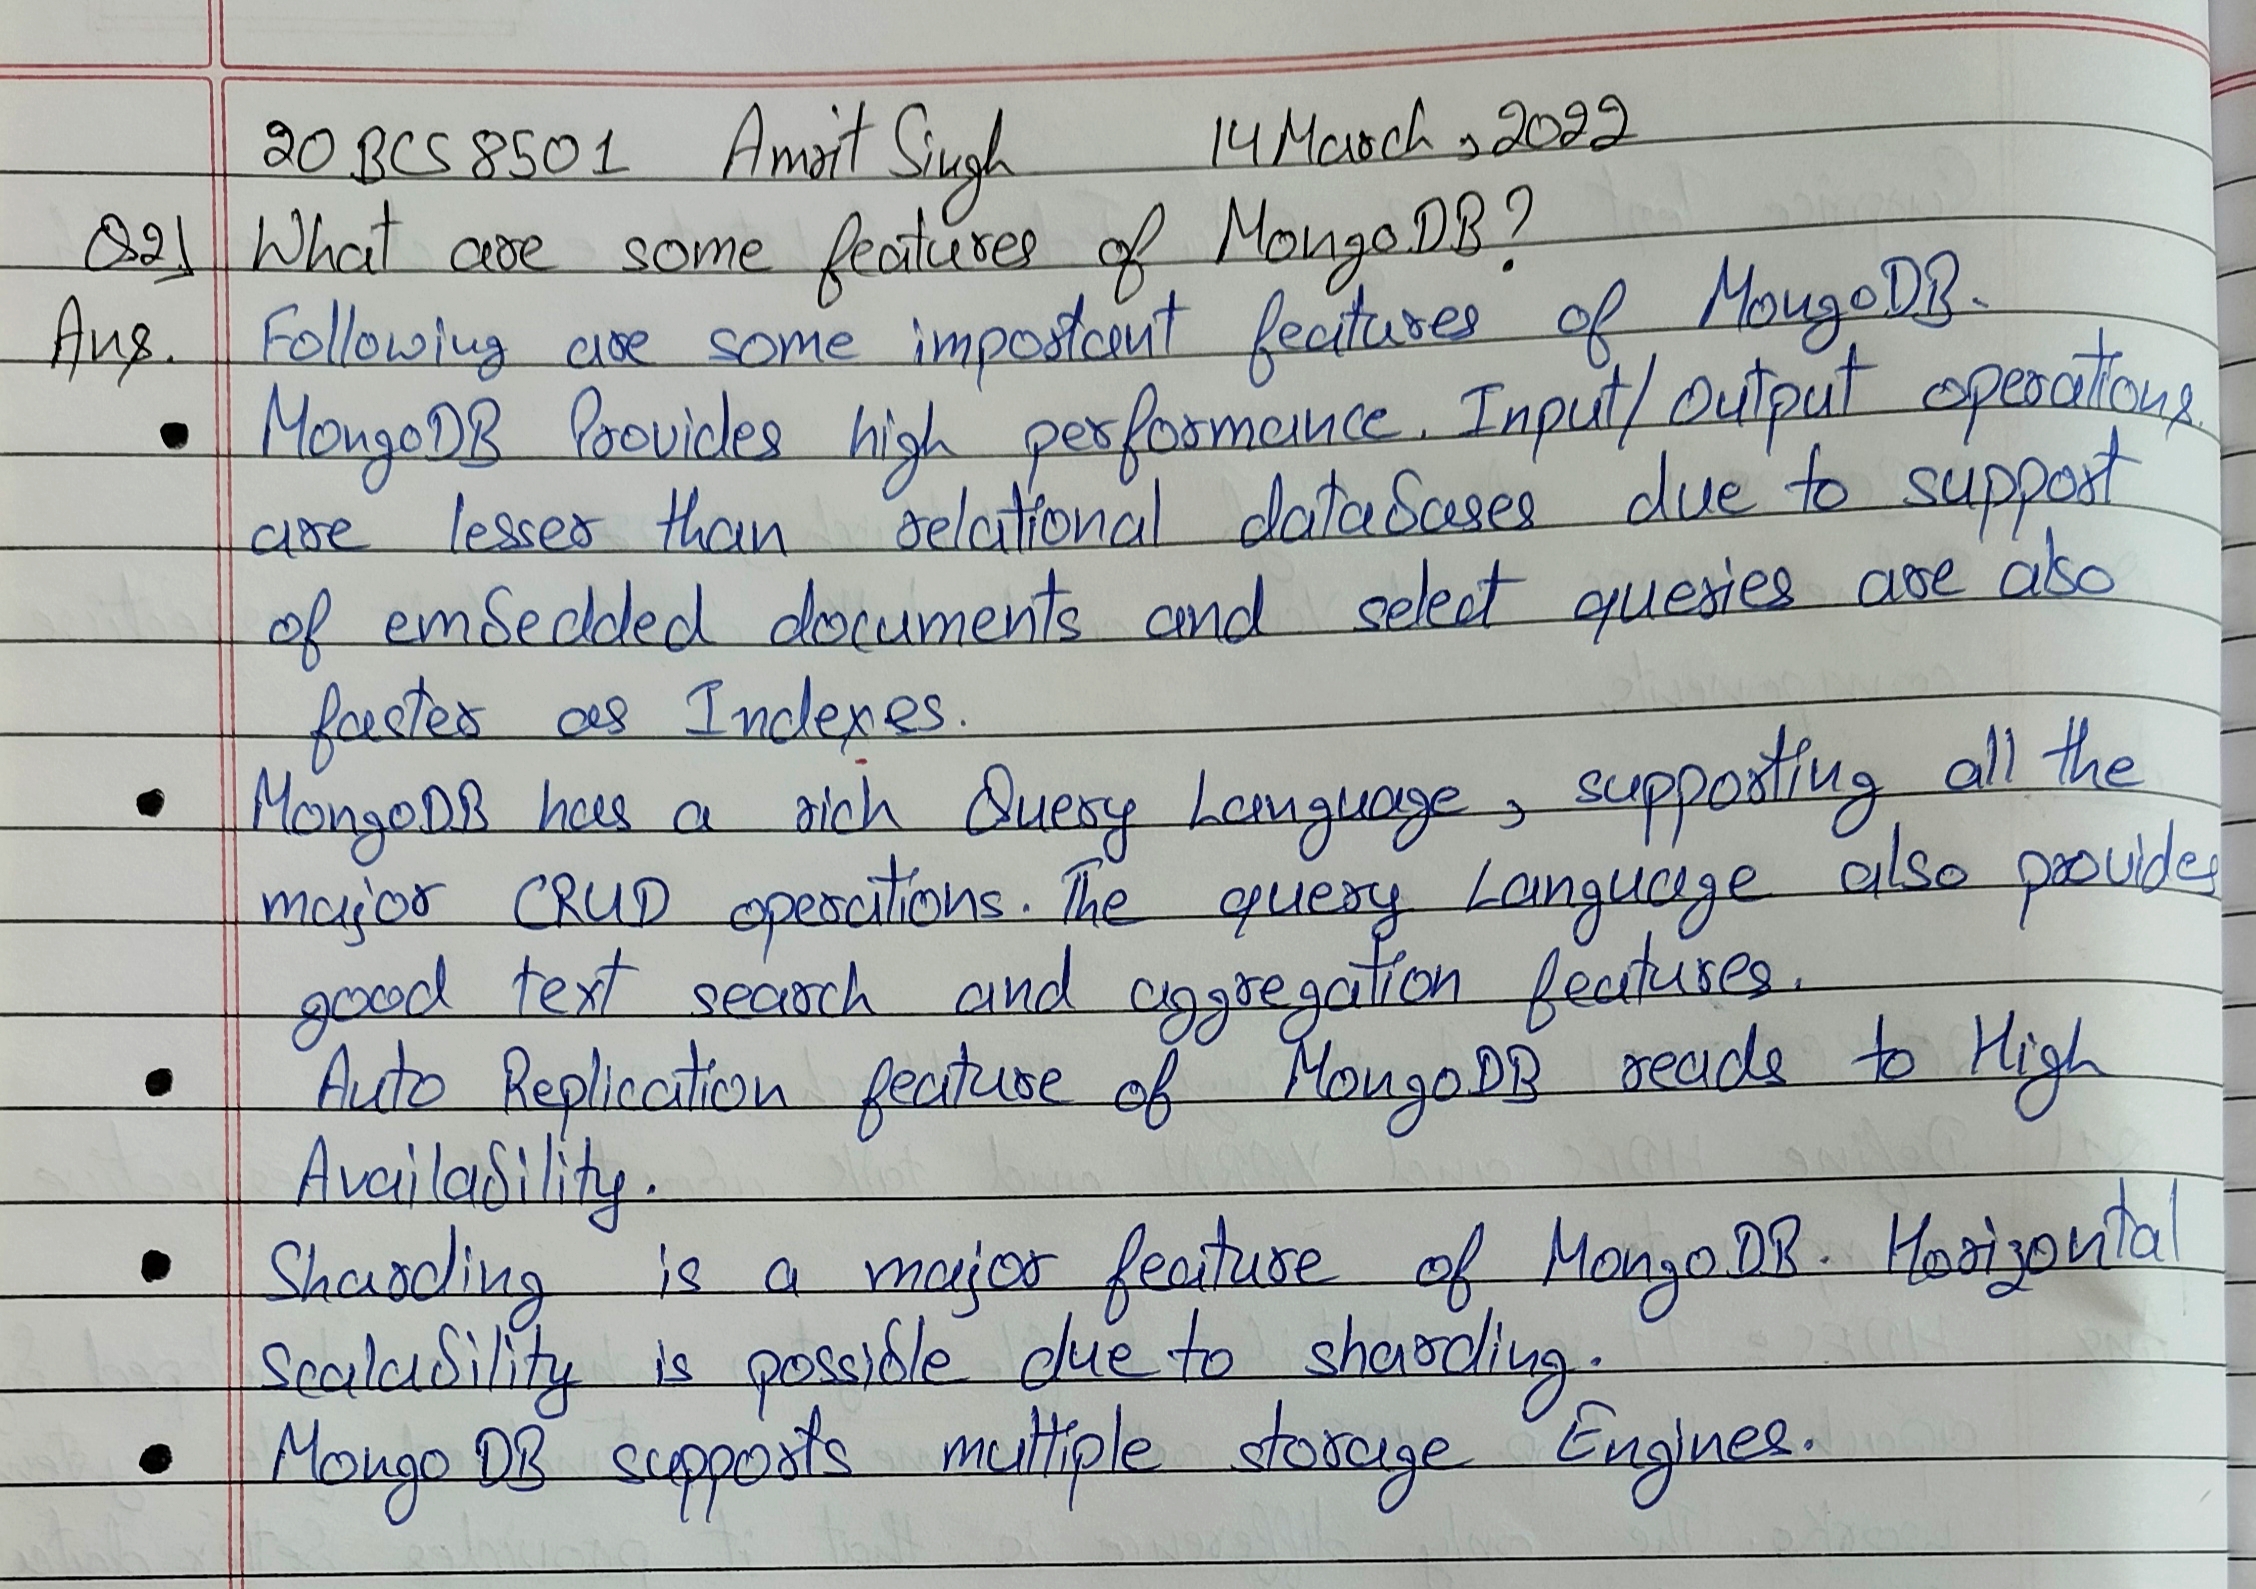 20BCS8501 Amrit Singh 14 March, 2022
Q2) What are some features of MongoDB?
Ans. Following are some important features of MongoDB.
• MongoDB Provides high performance. Input/Output operations
are lesser than relational databases due to support
of embedded documents and select queries are also
faster as Indexes.
• MongoDB has a rich Query Language, supporting all the
major CRUD operations. The query Language also provides
good text search and aggregation features.
• Auto Replication feature of MongoDB reads to High
Availability.
• Sharding is a major feature of MongoDB. Horizontal
Scalability is possible due to sharding.
• MongoDB supports multiple storage Engines.